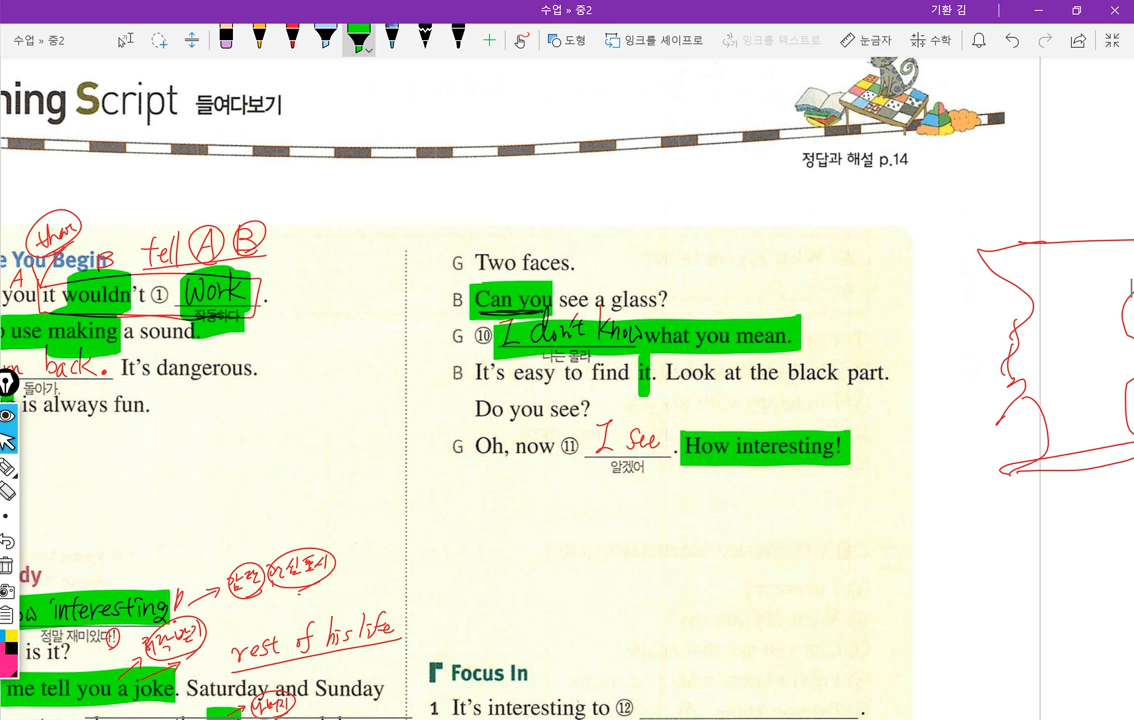 수업 » 중2
기환 김
수업 » 중2
도형
잉크를 셰이프로
잉크를 텍스트로
눈금자
수학
ning Script 들여다보기
정답과 해설 p.14
that
tell A B
e You Begin
A B
you it wouldn't ① work .
작동하다
o use making a sound.
n back. It's dangerous.
돌아가.
is always fun.
G Two faces.
B Can you see a glass?
G ⑩ I don't know what you mean.
나는 몰라
B It's easy to find it. Look at the black part.
Do you see?
G Oh, now ⑪ I see . How interesting!
알겠어
dy
interesting
정말 재미있다!
rest of his life
is it?
me tell you a joke. Saturday and Sunday
Focus In
1 It's interesting to ⑫ .